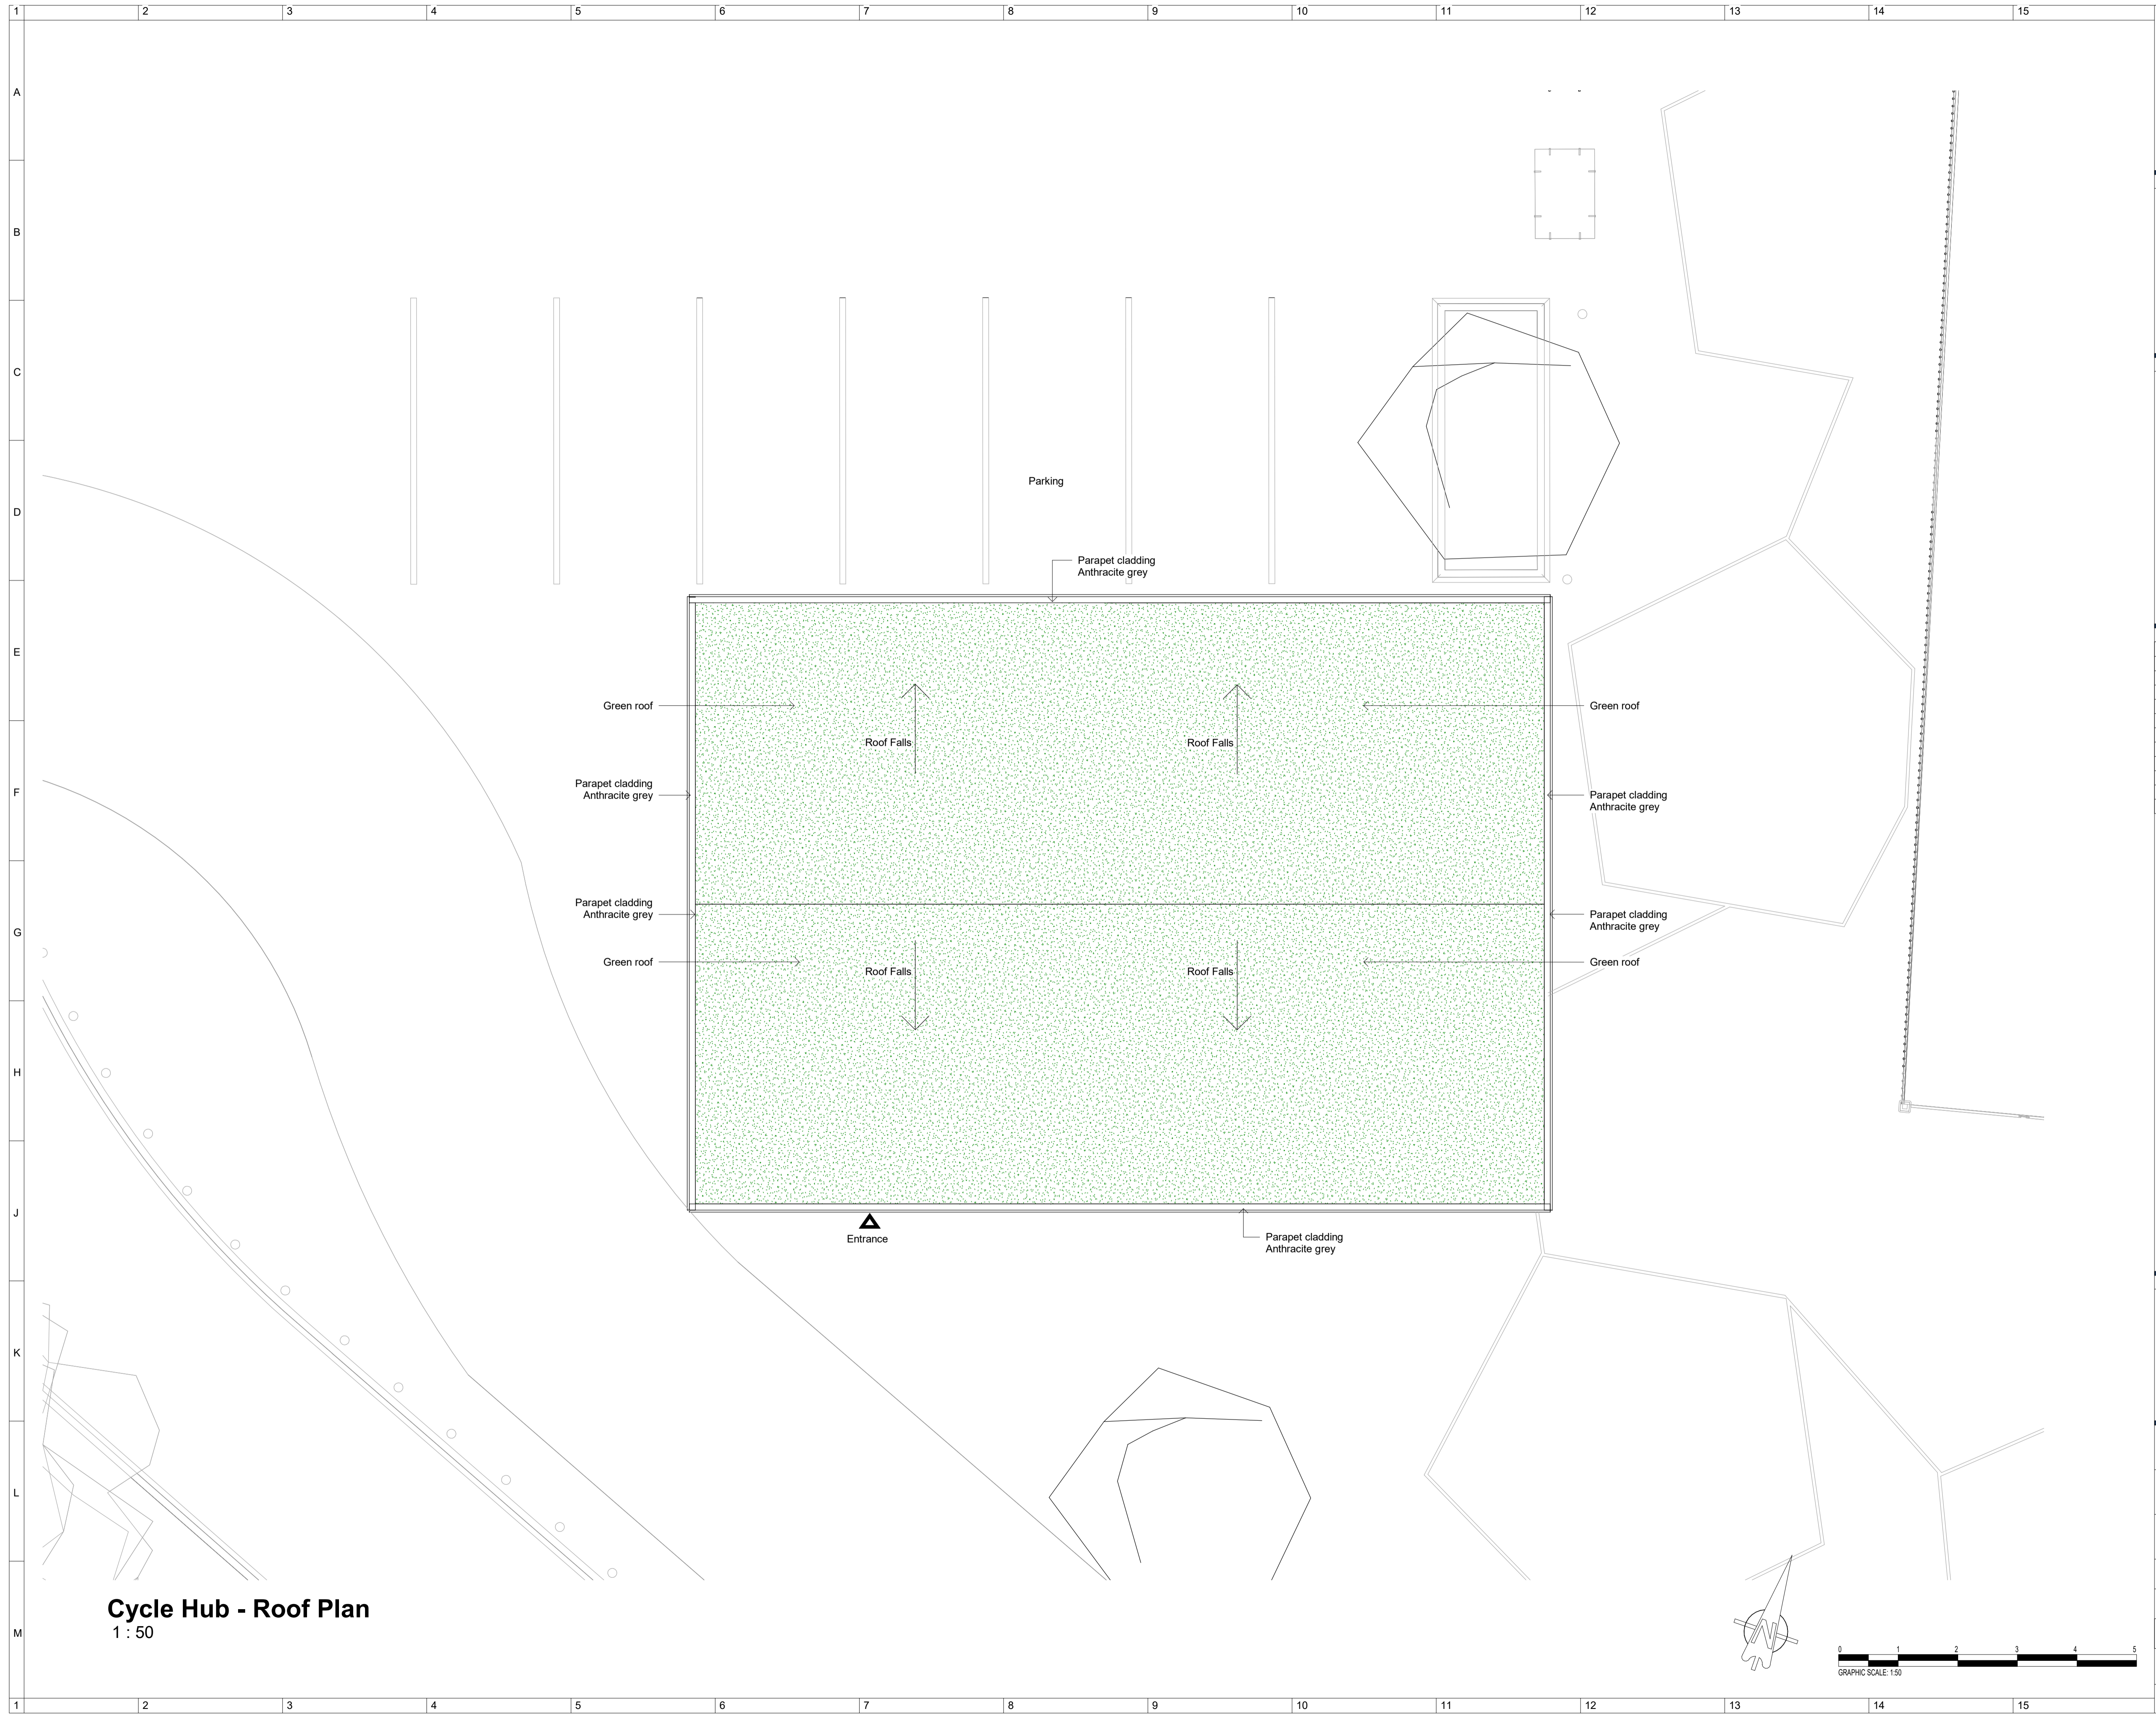 1 2 3 4 5 6 7 8 9 10 11 12 13 14 15
A
B
C
D
Parking
Parapet cladding
Anthracite grey
E
Green roof
Green roof
Roof Falls
Roof Falls
F
Parapet cladding
Anthracite grey
Parapet cladding
Anthracite grey
Parapet cladding
Anthracite grey
Parapet cladding
Anthracite grey
G
Green roof
Green roof
Roof Falls
Roof Falls
H
J
Entrance
Parapet cladding
Anthracite grey
K
L
Cycle Hub - Roof Plan
1 : 50
M
N
0 1 2 3 4 5
GRAPHIC SCALE: 1:50
1 2 3 4 5 6 7 8 9 10 11 12 13 14 15